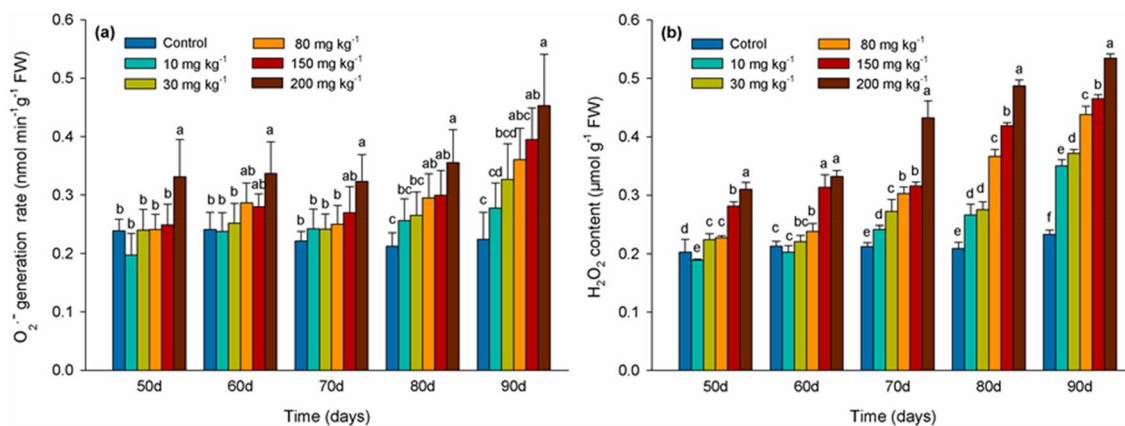 (a)
Control
10 mg kg⁻¹
30 mg kg⁻¹
80 mg kg⁻¹
150 mg kg⁻¹
200 mg kg⁻¹
O₂·⁻ generation rate (nmol min⁻¹g⁻¹ FW)
0.6
0.5
0.4
0.3
0.2
0.1
0.0
b b b b b a
b b b ab ab a
b b b b ab a
c bc bc ab ab a
c cd bcd abc ab a
50d 60d 70d 80d 90d
Time (days)
(b)
Cotrol
10 mg kg⁻¹
30 mg kg⁻¹
80 mg kg⁻¹
150 mg kg⁻¹
200 mg kg⁻¹
H₂O₂ content (μmol g⁻¹ FW)
0.6
0.5
0.4
0.3
0.2
0.1
0.0
d e c c b a
c c bc b a a
e d c b b a
e d d c b a
f e d c b a
50d 60d 70d 80d 90d
Time (days)